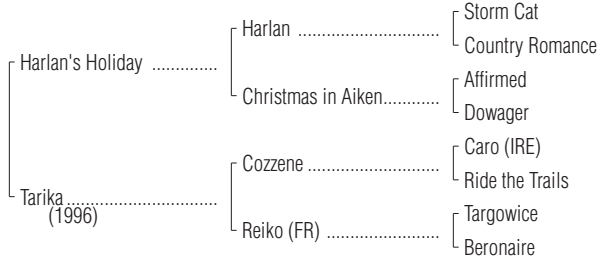 Storm Cat
Harlan ..................................
Country Romance
Harlan's Holiday ...............
Affirmed
Christmas in Aiken.............
Dowager
Caro (IRE)
Cozzene ...............................
Ride the Trails
Tarika ...................................
(1996)
Targowice
Reiko (FR) ..........................
Beronaire